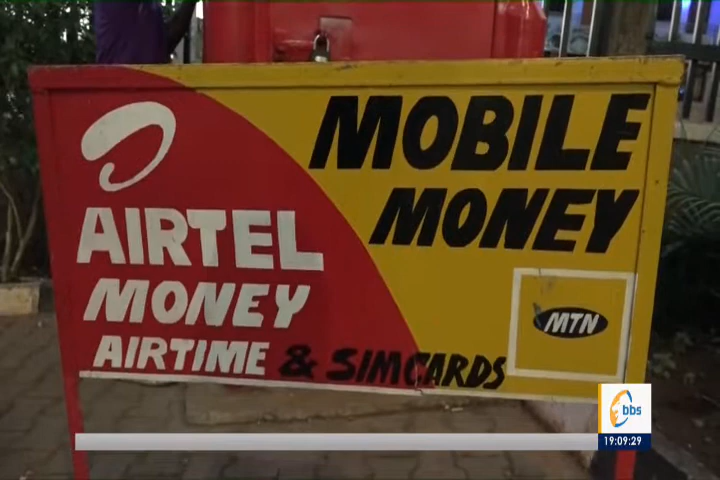 AIRTEL
MONEY
AIRTIME & SIMCARDS
MOBILE
MONEY
MTN
bbs
19:09:29